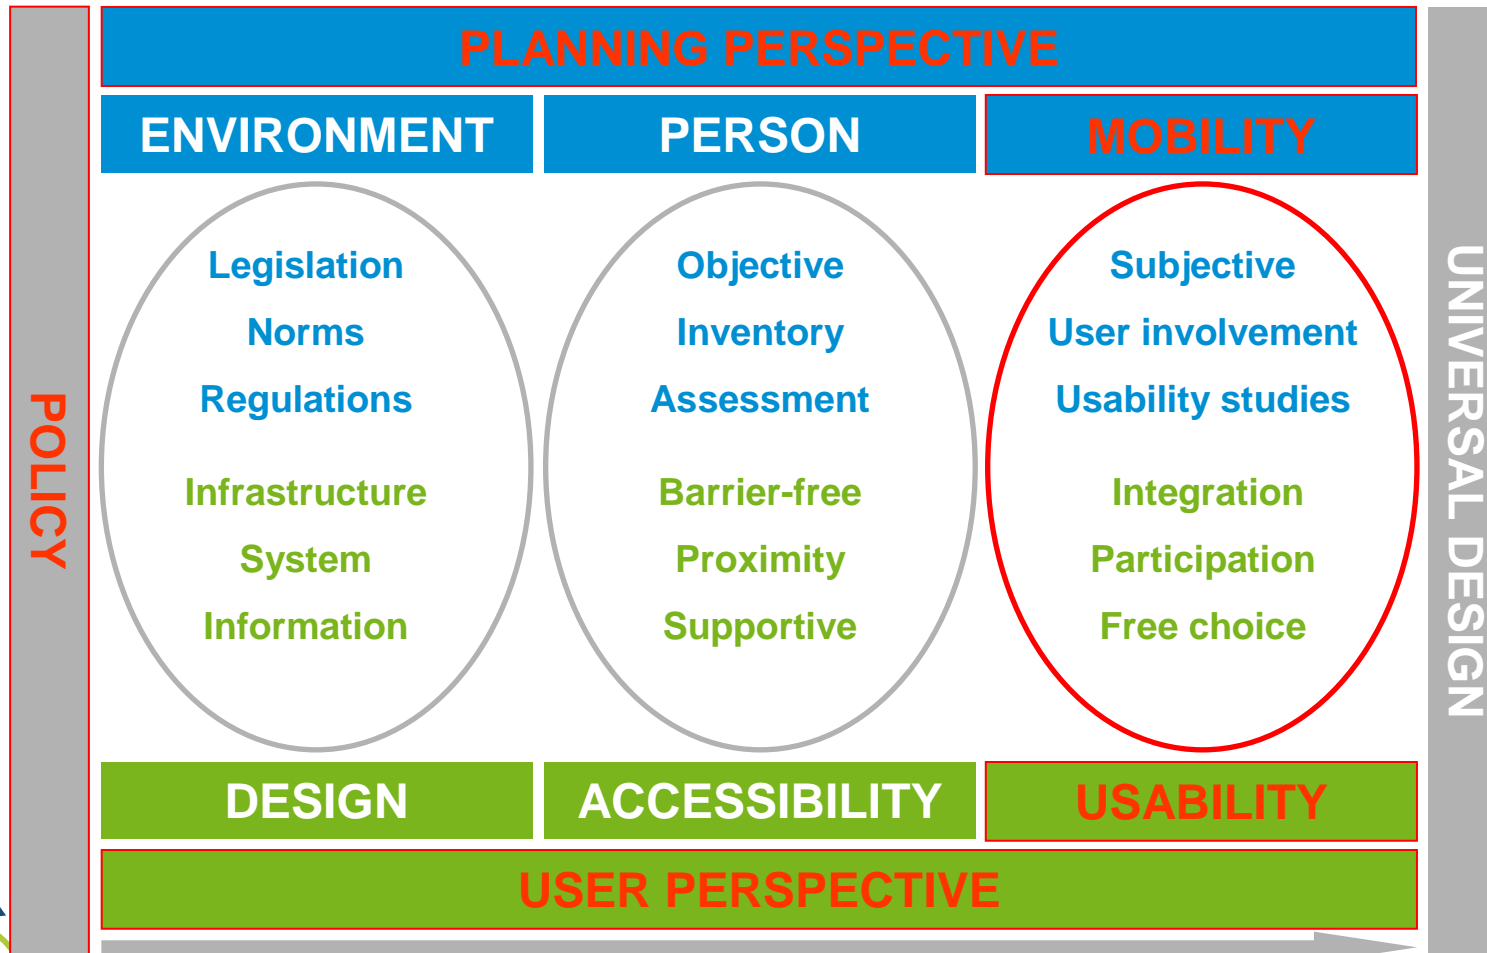 PLANNING PERSPECTIVE
ENVIRONMENT
PERSON
MOBILITY
Legislation
Norms
Regulations
Infrastructure
System
Information
Objective
Inventory
Assessment
Barrier-free
Proximity
Supportive
Subjective
User involvement
Usability studies
Integration
Participation
Free choice
DESIGN
ACCESSIBILITY
USABILITY
USER PERSPECTIVE
POLICY
UNIVERSAL DESIGN